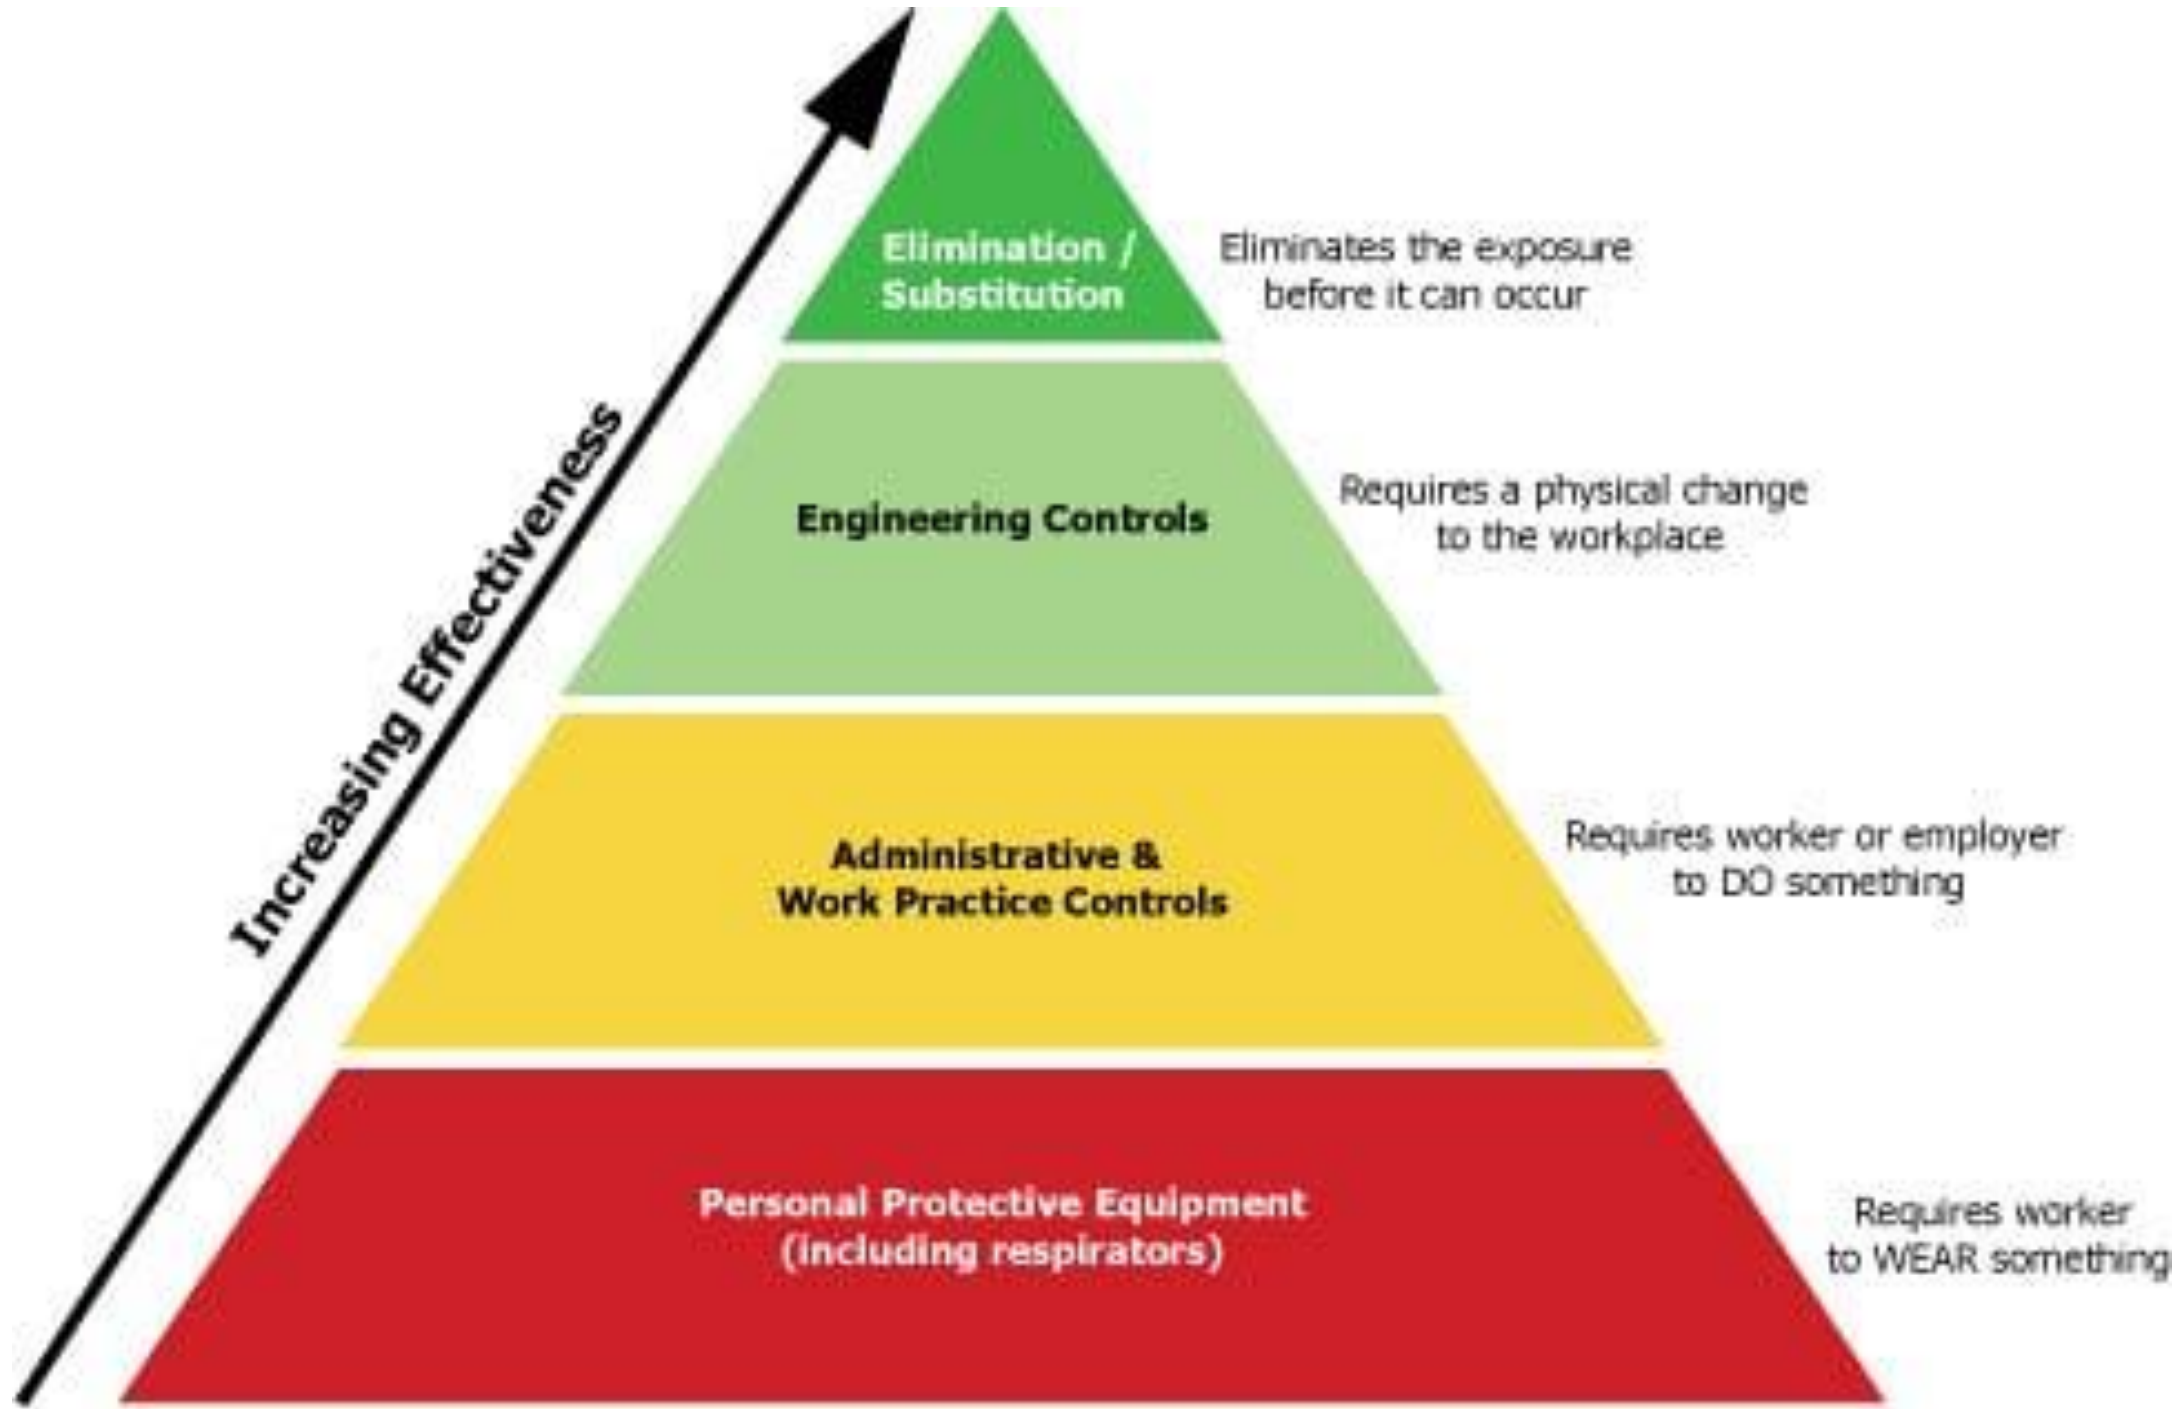 Increasing Effectiveness
Elimination /
Substitution
Eliminates the exposure
before it can occur
Engineering Controls
Requires a physical change
to the workplace
Administrative &
Work Practice Controls
Requires worker or employer
to DO something
Personal Protective Equipment
(including respirators)
Requires worker
to WEAR something